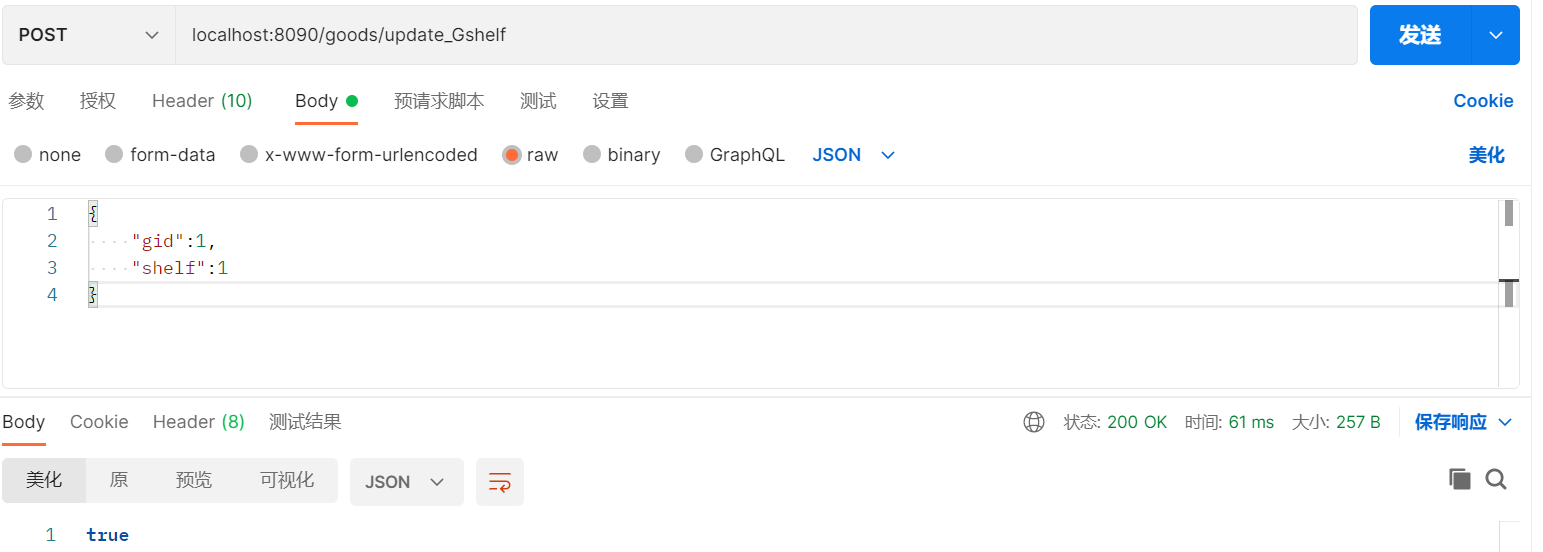 POST localhost:8090/goods/update_Gshelf 发送
参数 授权 Header (10) Body 预请求脚本 测试 设置 Cookie
none form-data x-www-form-urlencoded raw binary GraphQL JSON 美化
1 {
2 "gid":1,
3 "shelf":1
4 }
Body Cookie Header (8) 测试结果 状态: 200 OK 时间: 61 ms 大小: 257 B 保存响应
美化 原 预览 可视化 JSON
1 true